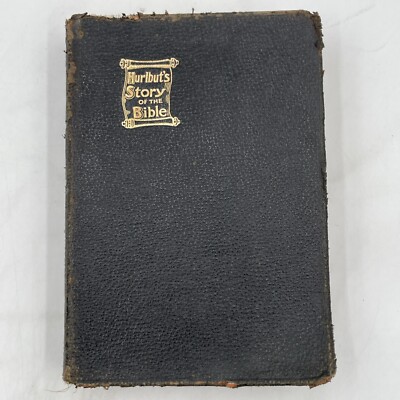 Hurlbut's
Story
OF THE
Bible